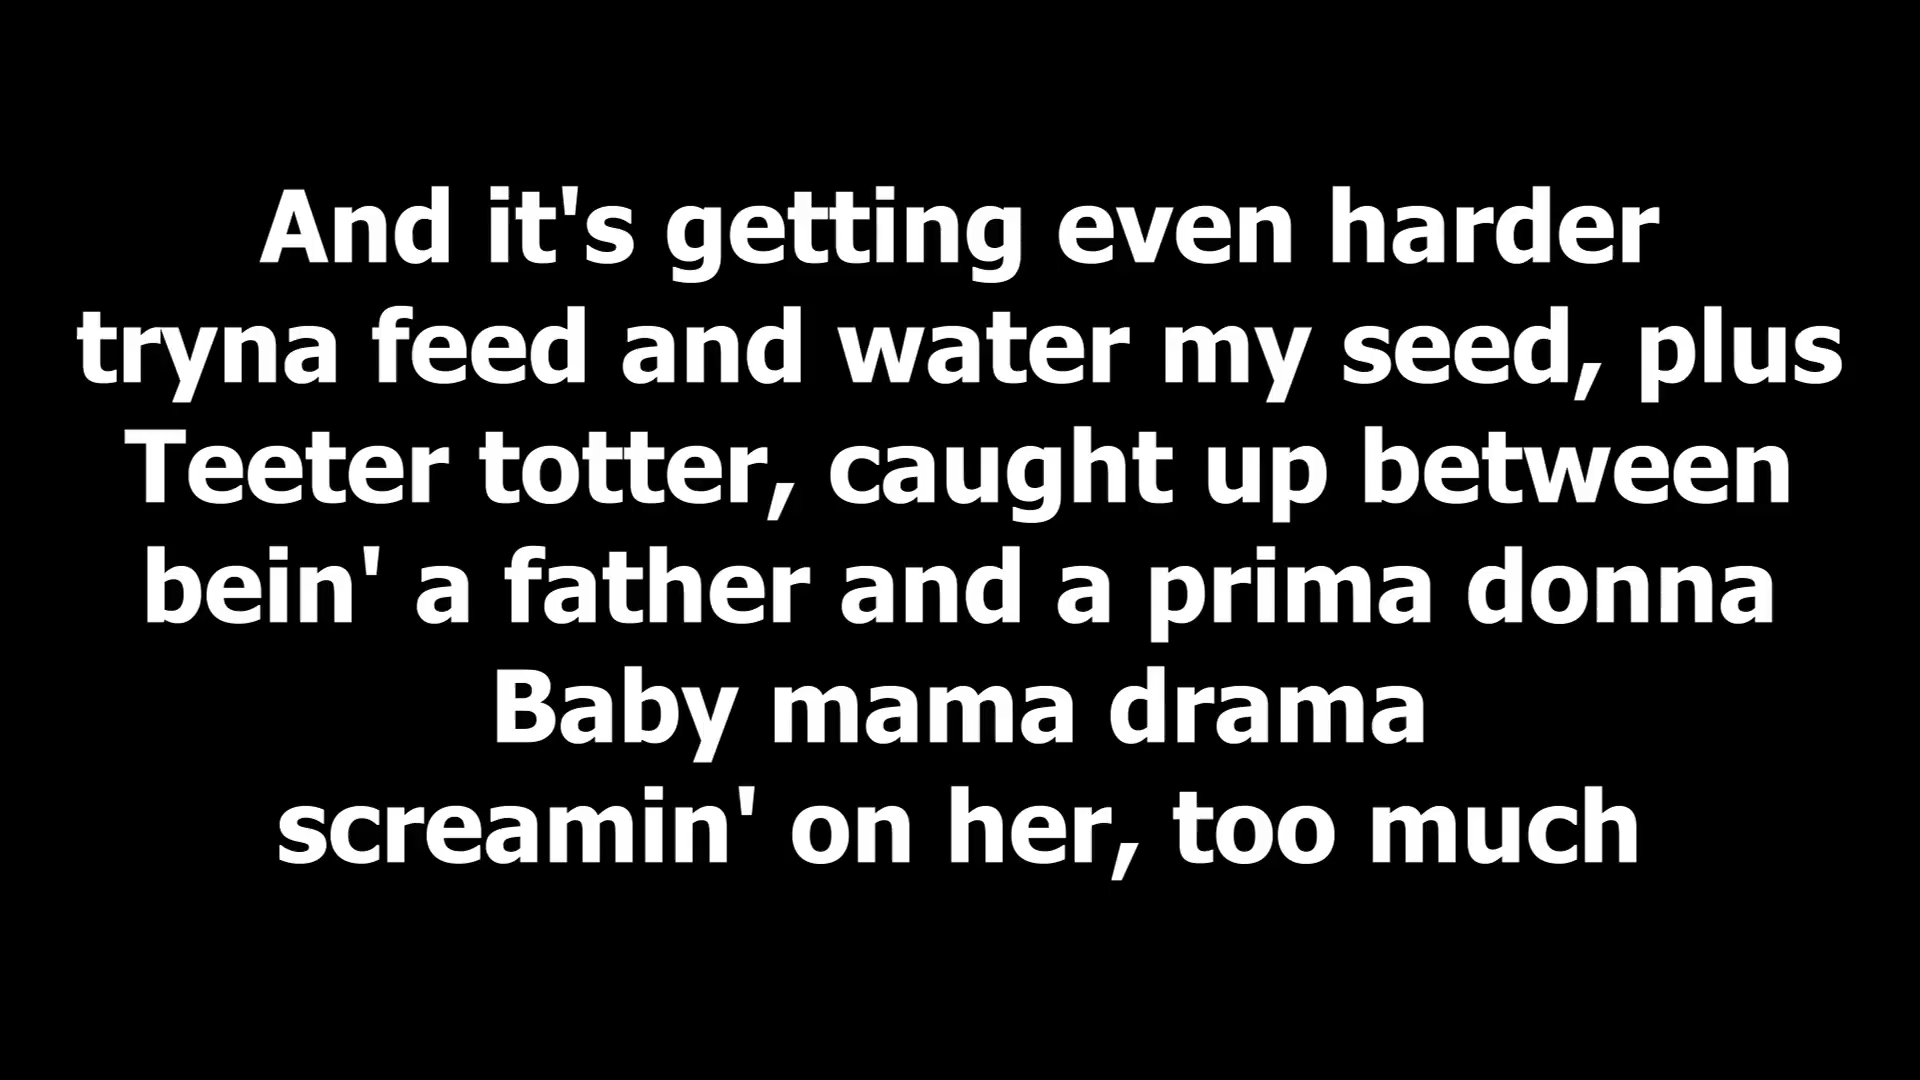 And it's getting even harder
tryna feed and water my seed, plus
Teeter totter, caught up between
bein' a father and a prima donna
Baby mama drama
screamin' on her, too much